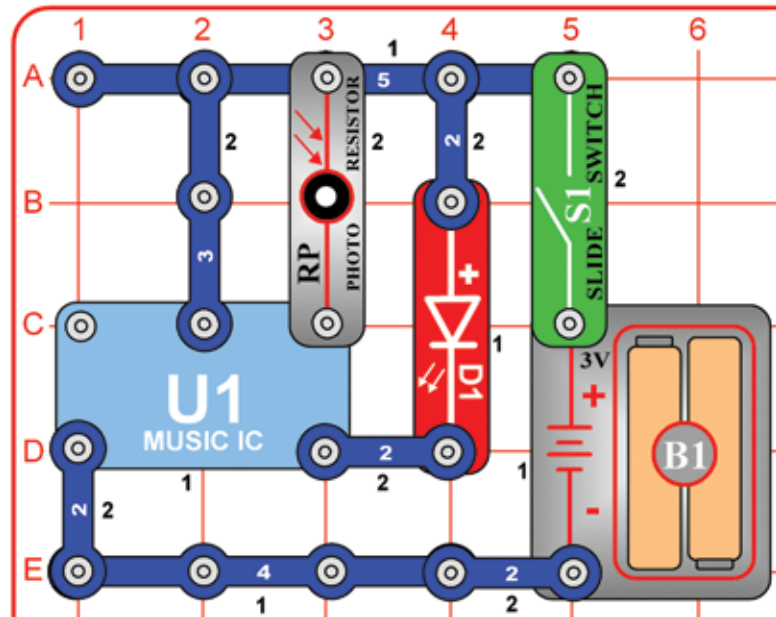 1 2 3 4 5 6
1
A
5
2
2
2
2
RESISTOR
PHOTO
RP
SWITCH
SLIDE
S1
2
B
3
+
D1
1
C
3V
U1
MUSIC IC
+
B1
-
1
D
2
2
1
2
2
E
4
2
1
2